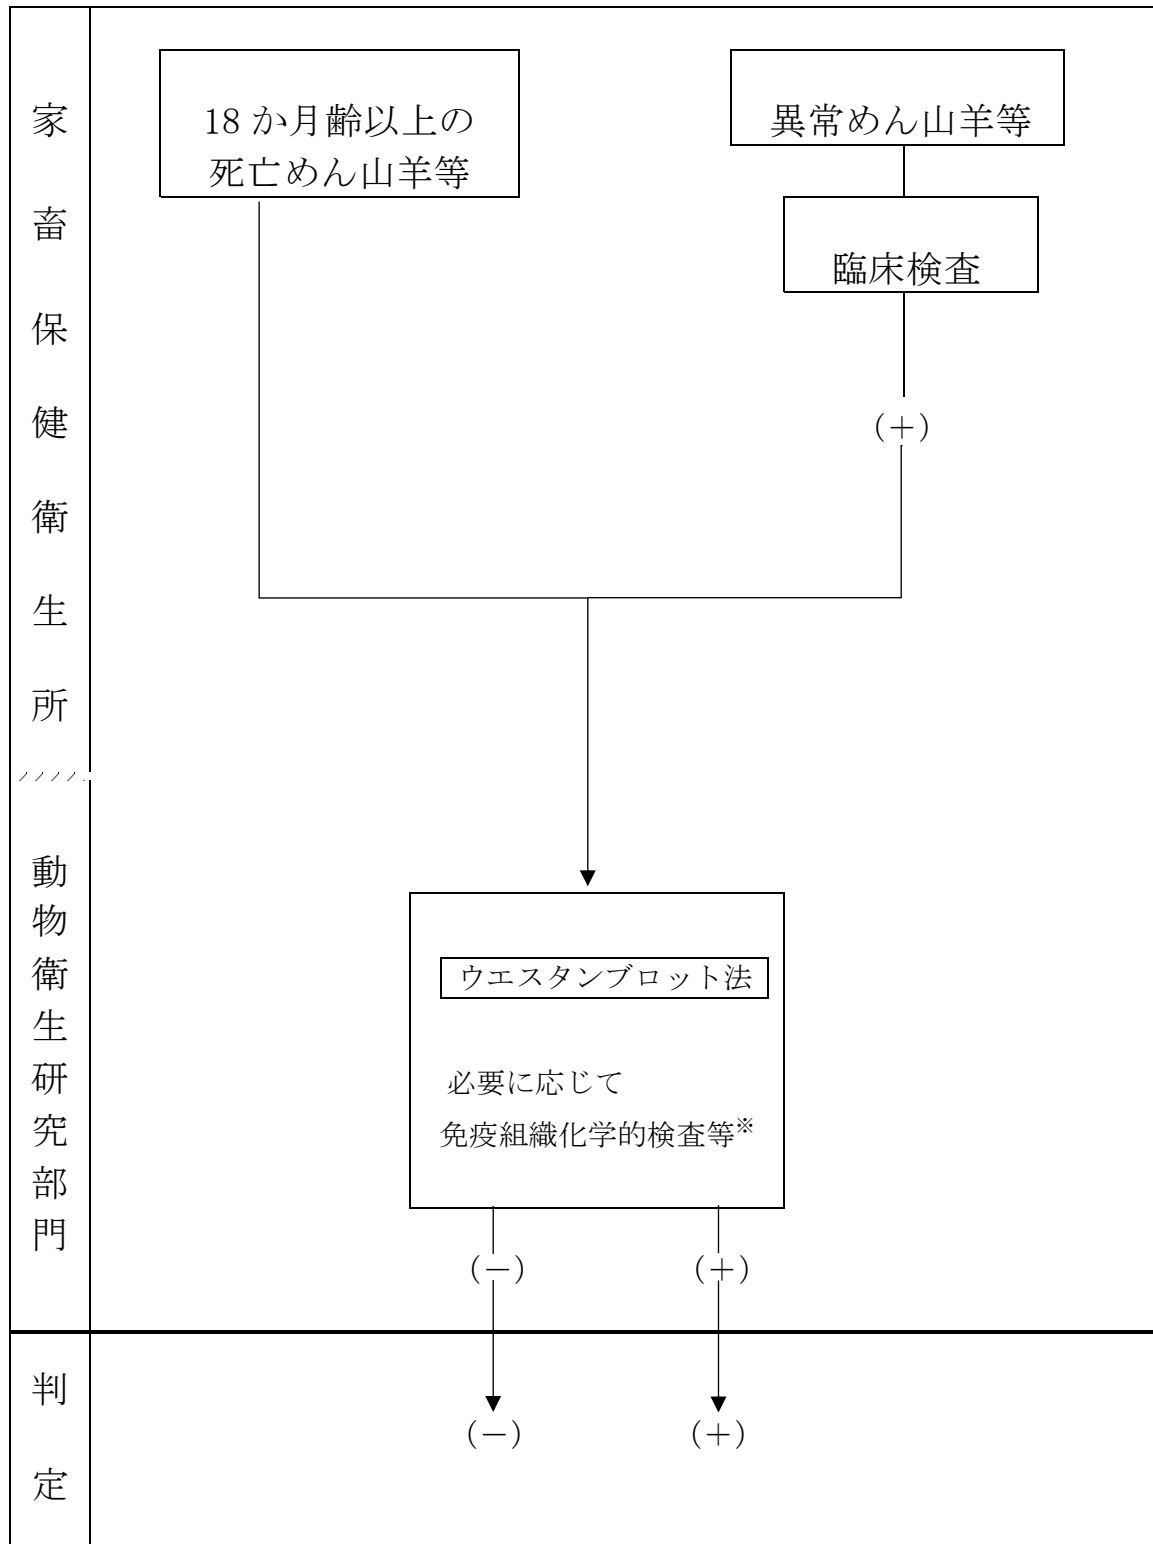 家畜保健衛生所
18 か月齢以上の
死亡めん山羊等
異常めん山羊等
臨床検査
(+)
動物衛生研究部門
ウエスタンブロット法
必要に応じて
免疫組織化学的検査等※
(-)
(+)
判定
(-)
(+)